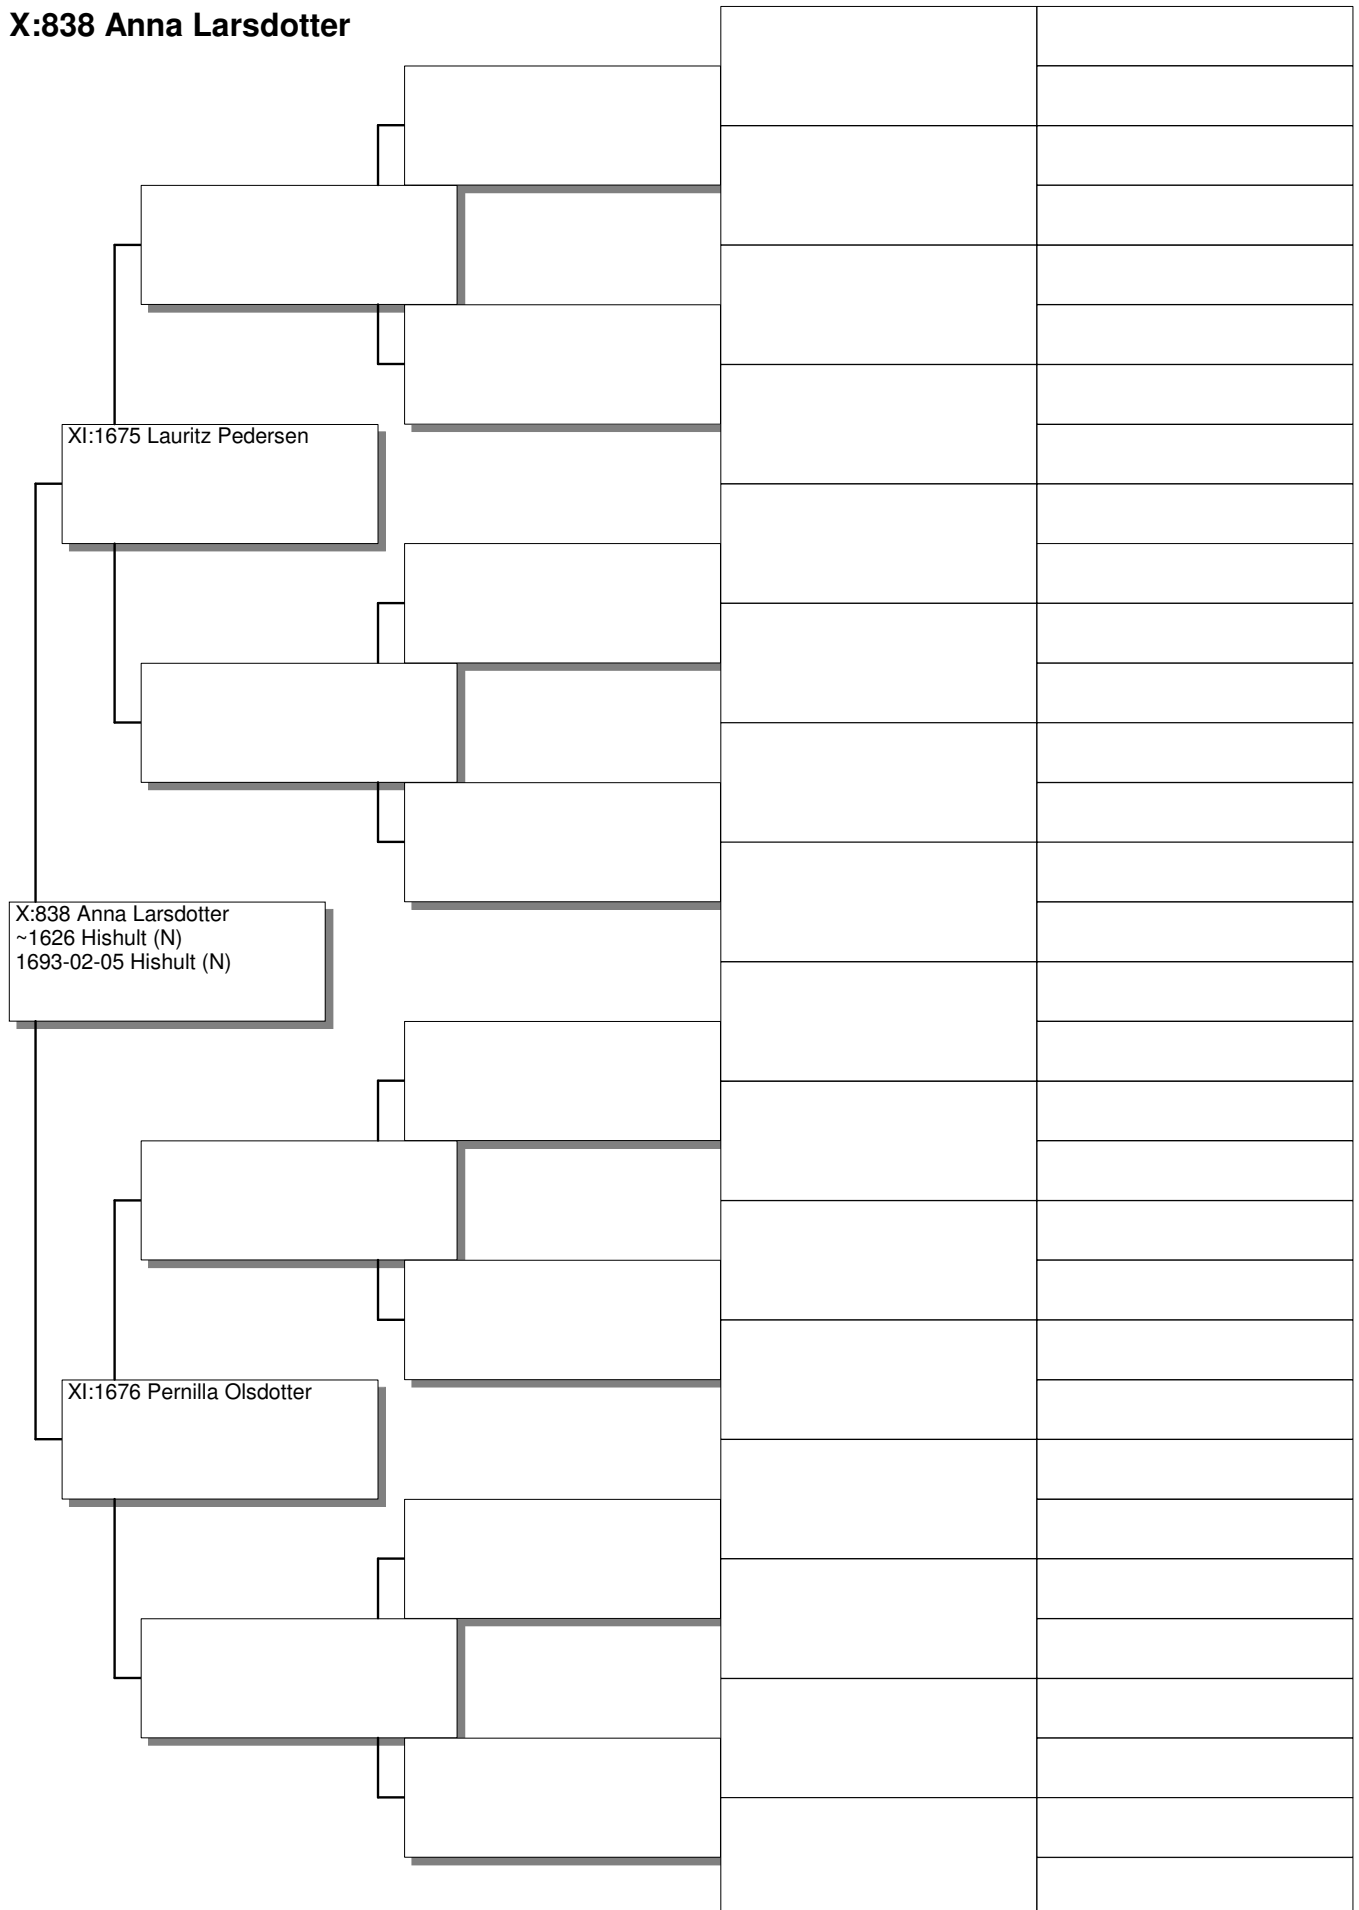 X:838 Anna Larsdotter
XI:1675 Lauritz Pedersen
X:838 Anna Larsdotter
~1626 Hishult (N)
1693-02-05 Hishult (N)
XI:1676 Pernilla Olsdotter